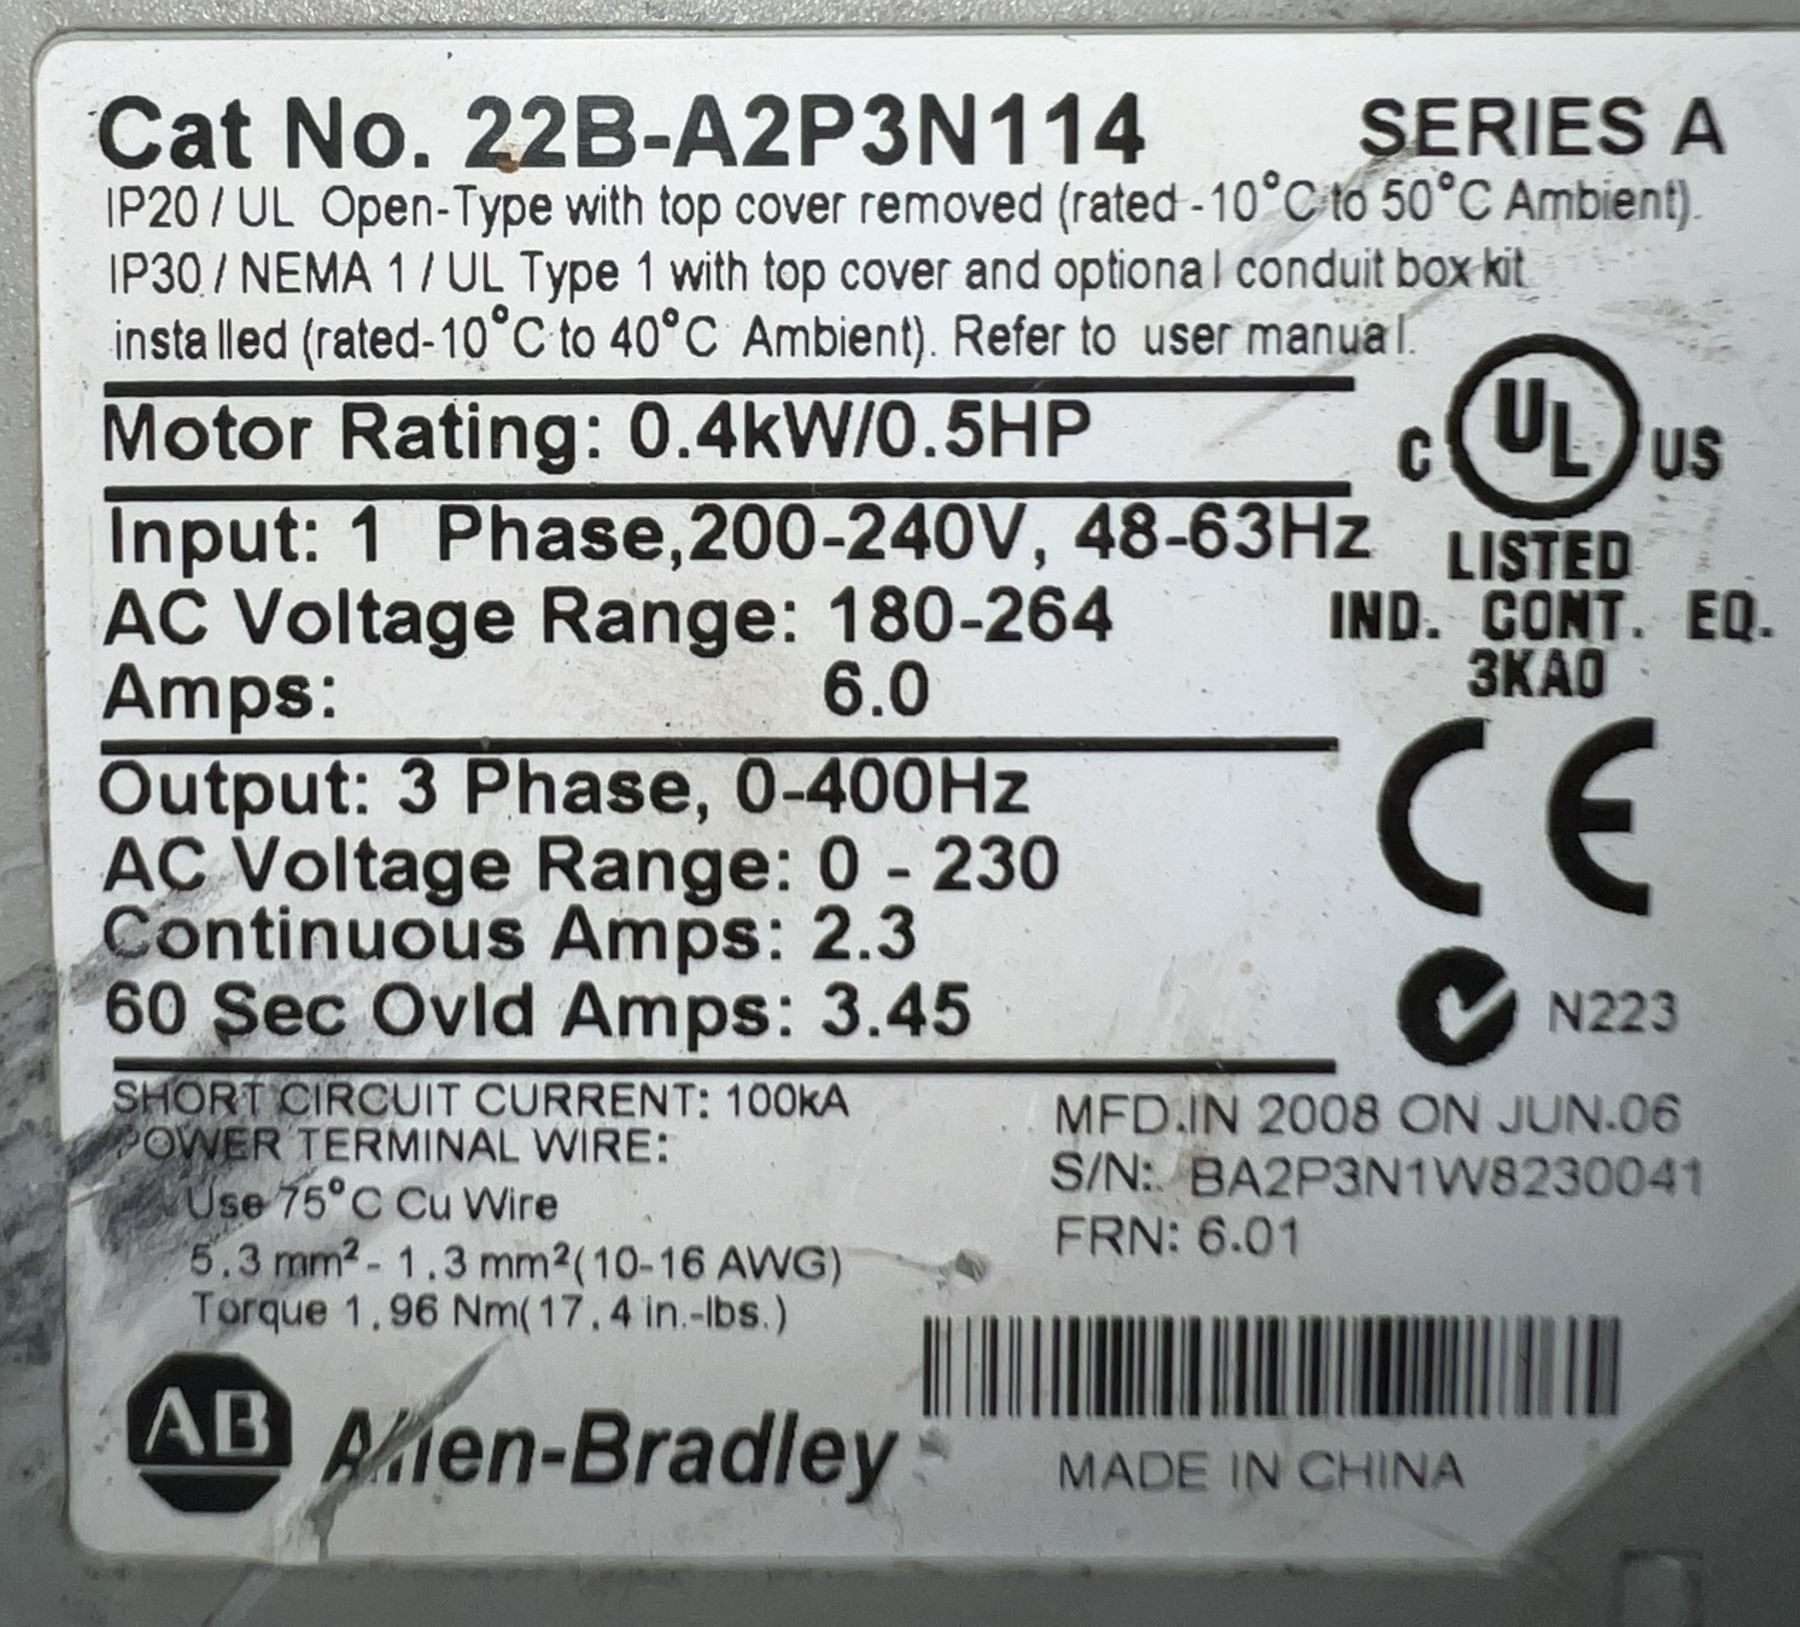 Cat No. 22B-A2P3N114 SERIES A
IP20 / UL Open-Type with top cover removed (rated -10°C to 50°C Ambient).
IP30 / NEMA 1 / UL Type 1 with top cover and optional conduit box kit
installed (rated-10°C to 40°C Ambient). Refer to user manual.
Motor Rating: 0.4kW/0.5HP
C UL US
LISTED
IND. CONT. EQ.
3KA0
Input: 1 Phase,200-240V, 48-63Hz
AC Voltage Range: 180-264
Amps: 6.0
CE
Output: 3 Phase, 0-400Hz
AC Voltage Range: 0 - 230
Continuous Amps: 2.3
60 Sec Ovld Amps: 3.45
N223
SHORT CIRCUIT CURRENT: 100kA
POWER TERMINAL WIRE:
Use 75°C Cu Wire
5.3 mm²- 1.3 mm²(10-16 AWG)
Torque 1.96 Nm(17.4 in.-lbs.)
MFD.IN 2008 ON JUN.06
S/N: BA2P3N1W8230041
FRN: 6.01
AB Allen-Bradley
MADE IN CHINA